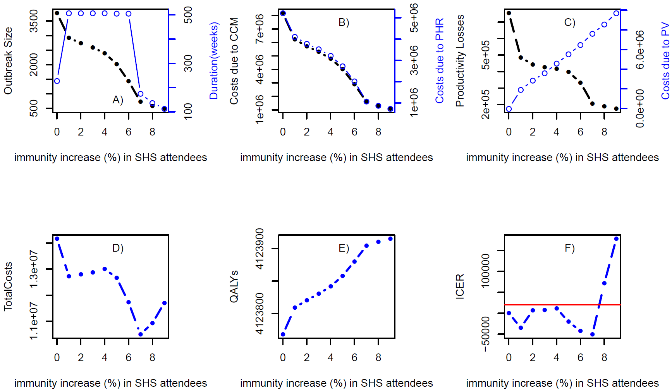 Outbreak Size
500
2000
3500
A)
0 2 4 6 8
100
300
500
Duration(weeks)
immunity increase (%) in SHS attendees
Costs due to CCM
1e+06
4e+06
7e+06
B)
0 2 4 6 8
1e+06
3e+06
5e+06
Costs due to PHR
immunity increase (%) in SHS attendees
Productivity Losses
2e+05
5e+05
C)
0 2 4 6 8
0.0e+00
6.0e+06
Costs due to PV
immunity increase (%) in SHS attendees
TotalCosts
1.1e+07
1.3e+07
D)
0 2 4 6 8
immunity increase (%) in SHS attendees
QALYs
4123800
4123900
E)
0 2 4 6 8
immunity increase (%) in SHS attendees
ICER
−50000
100000
F)
0 2 4 6 8
immunity increase (%) in SHS attendees